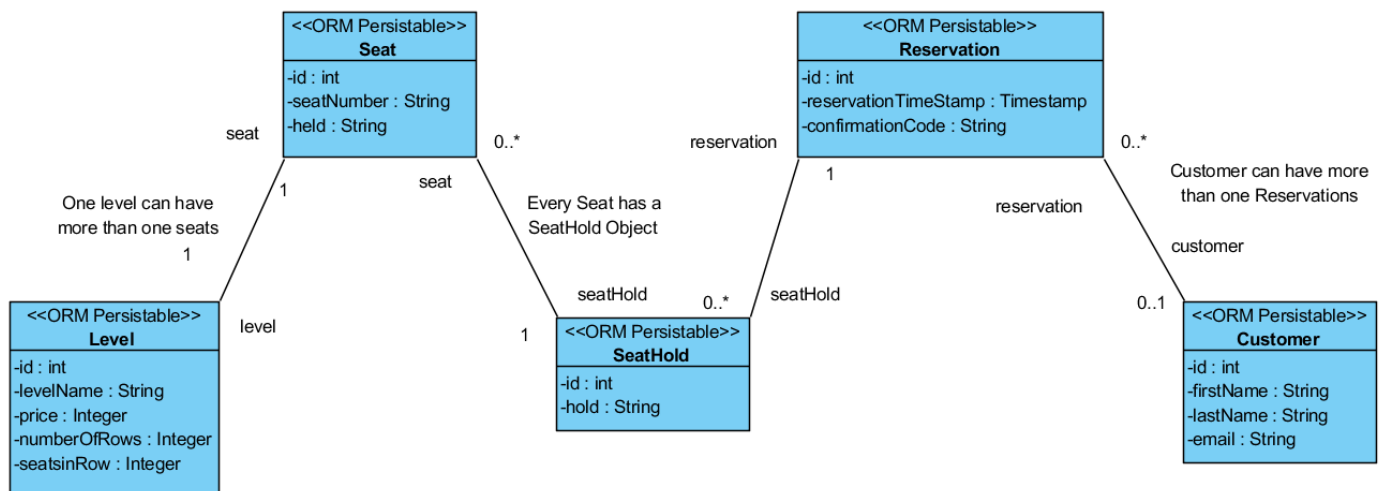 <<ORM Persistable>>
Seat
-id : int
-seatNumber : String
-held : String
<<ORM Persistable>>
Reservation
-id : int
-reservationTimeStamp : Timestamp
-confirmationCode : String
seat
0..*
reservation
0..*
1
seat
1
Customer can have more
than one Reservations
One level can have
more than one seats
Every Seat has a
SeatHold Object
reservation
1
customer
seatHold
0..*
seatHold
0..1
level
1
<<ORM Persistable>>
Level
-id : int
-levelName : String
-price : Integer
-numberOfRows : Integer
-seatsinRow : Integer
<<ORM Persistable>>
SeatHold
-id : int
-hold : String
<<ORM Persistable>>
Customer
-id : int
-firstName : String
-lastName : String
-email : String